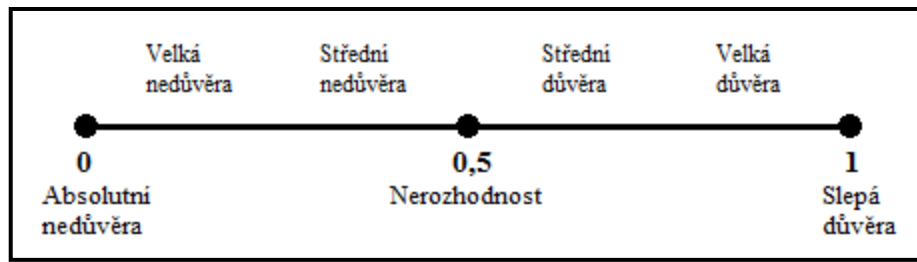 Velká
nedůvěra
Střední
nedůvěra
Střední
důvěra
Velká
důvěra
0
0,5
1
Absolutní
nedůvěra
Nerozhodnost
Slepá
důvěra